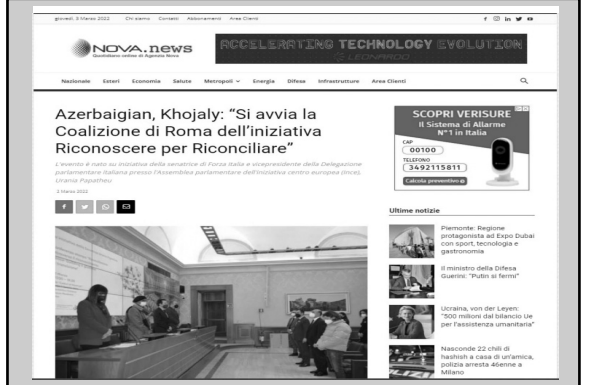 giovedì, 3 Marzo 2022 Chi siamo Contatti Abbonamenti Area Clienti
NOVA.news
Quotidiano online di Agenzia Nova
ACCELERATING TECHNOLOGY EVOLUTION
LEONARDO
Nazionale Esteri Economia Salute Metropoli Energia Difesa Infrastrutture Area Clienti
Azerbaigian, Khojaly: “Si avvia la
Coalizione di Roma dell’iniziativa
Riconoscere per Riconciliare”
L'evento è nato su iniziativa della senatrice di Forza Italia e vicepresidente della Delegazione
parlamentare italiana presso l'Assemblea parlamentare dell'iniziativa centro europea (Ince),
Urania Papatheu
2 Marzo 2022
SCOPRI VERISURE
Il Sistema di Allarme
N°1 in Italia
CAP
00100
TELEFONO
3492115811
Calcola preventivo
Ultime notizie
Piemonte: Regione
protagonista ad Expo Dubai
con sport, tecnologia e
gastronomia
Il ministro della Difesa
Guerini: “Putin si fermi”
Ucraina, von der Leyen:
“500 milioni dal bilancio Ue
per l’assistenza umanitaria”
Nasconde 22 chili di
hashish a casa di un’amica,
polizia arresta 46enne a
Milano